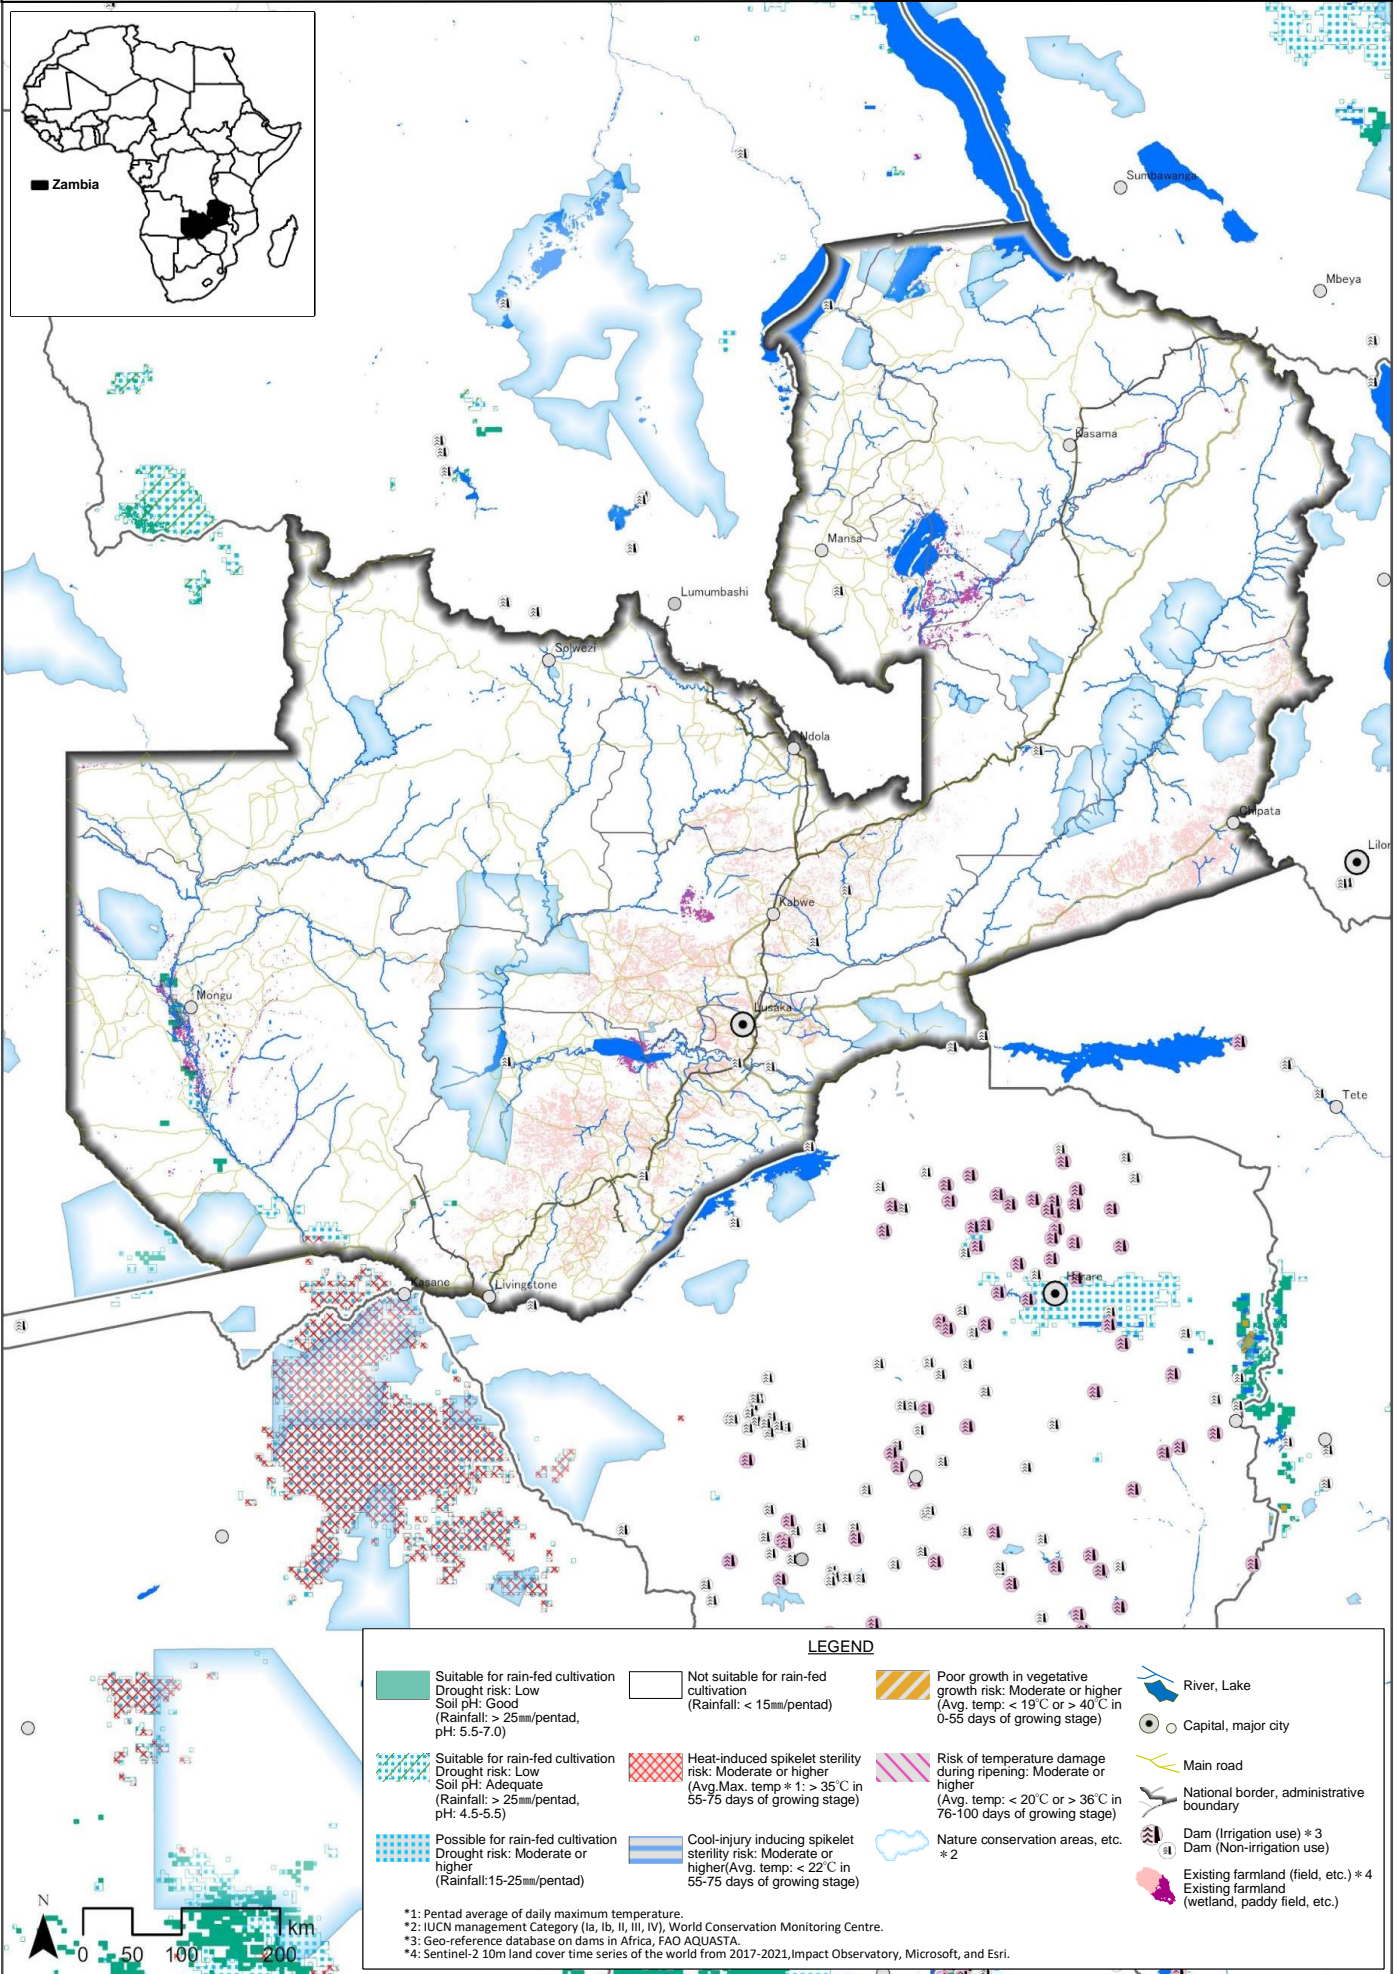 Zambia
Sumbawanga
Mbeya
Kasama
Mansa
Lumumbashi
Solwezi
Ndola
Chipata
Lilon
Kabwe
Mongu
Lusaka
Tete
Kasane
Livingstone
Harare
LEGEND
Suitable for rain-fed cultivation
Drought risk: Low
Soil pH: Good
(Rainfall: > 25㎜/pentad,
pH: 5.5-7.0)
Suitable for rain-fed cultivation
Drought risk: Low
Soil pH: Adequate
(Rainfall: > 25㎜/pentad,
pH: 4.5-5.5)
Possible for rain-fed cultivation
Drought risk: Moderate or
higher
(Rainfall:15-25㎜/pentad)
Not suitable for rain-fed
cultivation
(Rainfall: < 15㎜/pentad)
Heat-induced spikelet sterility
risk: Moderate or higher
(Avg.Max. temp＊1: > 35℃ in
55-75 days of growing stage)
Cool-injury inducing spikelet
sterility risk: Moderate or
higher(Avg. temp: < 22℃ in
55-75 days of growing stage)
Poor growth in vegetative
growth risk: Moderate or higher
(Avg. temp: < 19℃ or > 40℃ in
0-55 days of growing stage)
Risk of temperature damage
during ripening: Moderate or
higher
(Avg. temp: < 20℃ or > 36℃ in
76-100 days of growing stage)
Nature conservation areas, etc.
＊2
River, Lake
Capital, major city
Main road
National border, administrative
boundary
Dam (Irrigation use)＊3
Dam (Non-irrigation use)
Existing farmland (field, etc.)＊4
Existing farmland
(wetland, paddy field, etc.)
*1: Pentad average of daily maximum temperature.
*2: IUCN management Category (Ia, Ib, II, III, IV), World Conservation Monitoring Centre.
*3: Geo-reference database on dams in Africa, FAO AQUASTA.
*4: Sentinel-2 10m land cover time series of the world from 2017-2021,Impact Observatory, Microsoft, and Esri.
N
km
0 50 100 200